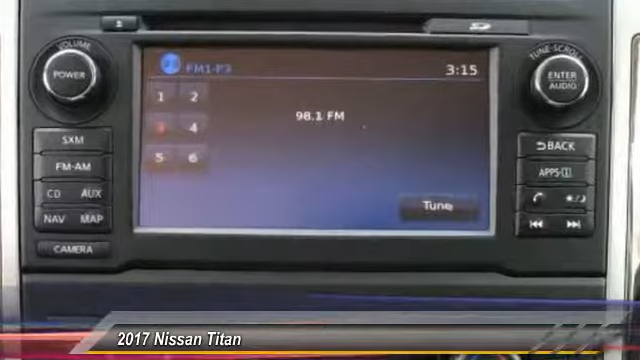 VOLUME
POWER
SXM
FM-AM
CD AUX
NAV MAP
CAMERA
SD
FM1-P3
3:15
1 2
3 4
5 6
98.1 FM
Tune
TUNE-SCROLL
ENTER
AUDIO
BACK
APPS
2017 Nissan Titan